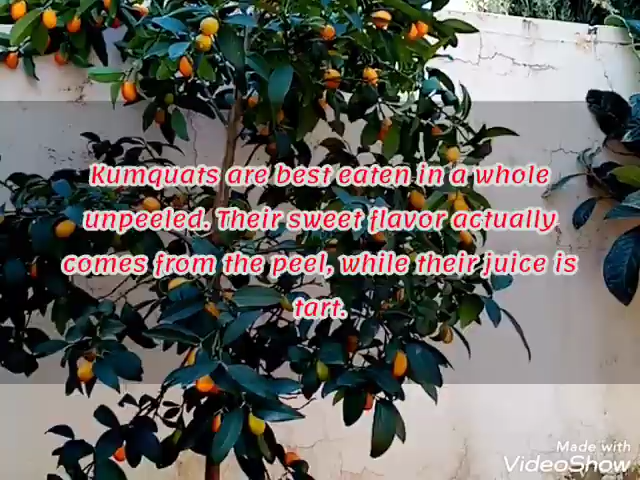 Kumquats are best eaten in a whole
unpeeled. Their sweet flavor actually
comes from the peel, while their juice is
tart.
Made with
VideoShow